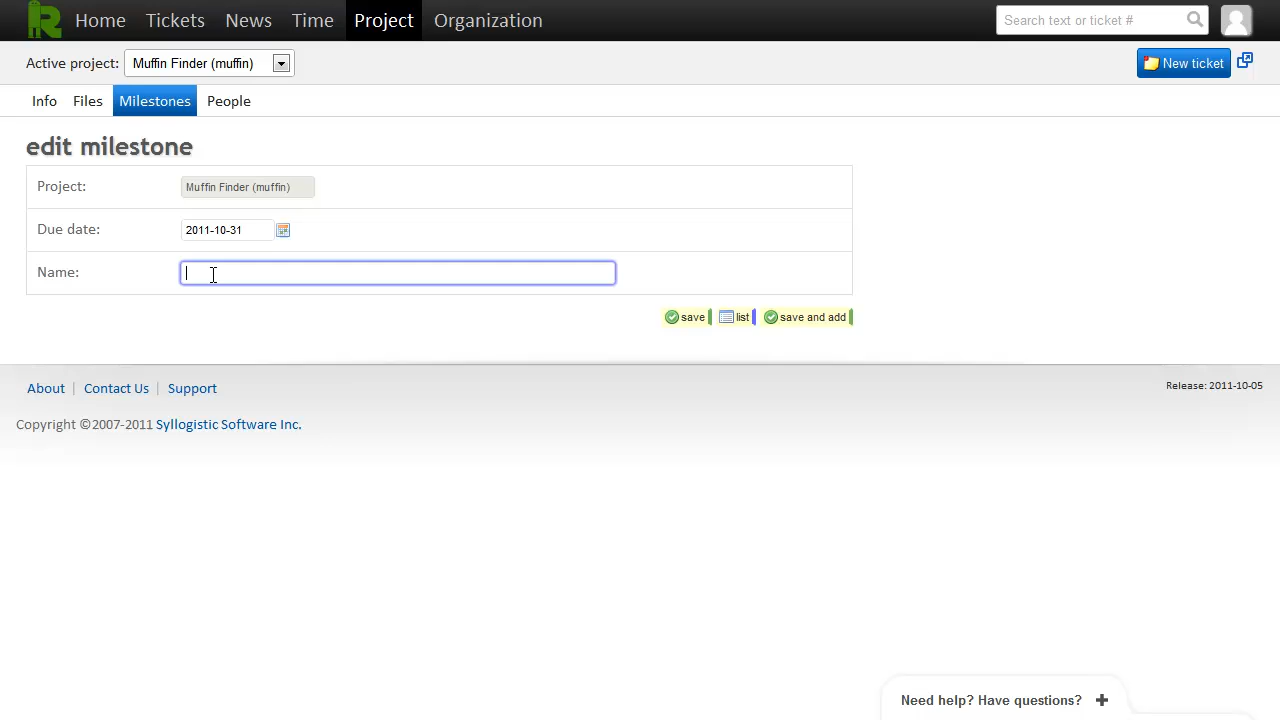 Home Tickets News Time Project Organization Search text or ticket #
Active project: Muffin Finder (muffin) New ticket
Info Files Milestones People
edit milestone
Project: Muffin Finder (muffin)
Due date: 2011-10-31
Name:
save list save and add
About | Contact Us | Support Release: 2011-10-05
Copyright ©2007-2011 Syllogistic Software Inc.
Need help? Have questions? +